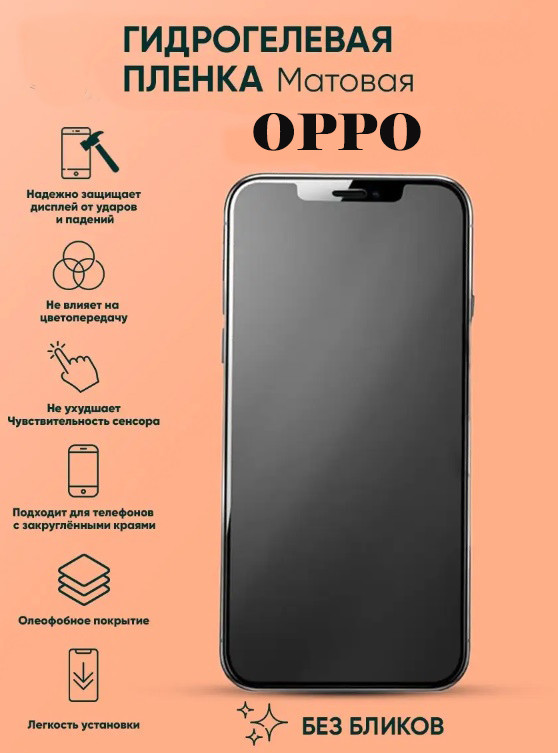 ГИДРОГЕЛЕВАЯ
ПЛЕНКА Матовая
OPPO
Надежно защищает
дисплей от ударов
и падений
Не влияет на
цветопередачу
Не ухудшает
Чувствительность сенсора
Подходит для телефонов
с закруглёнными краями
Олеофобное покрытие
Легкость установки
БЕЗ БЛИКОВ